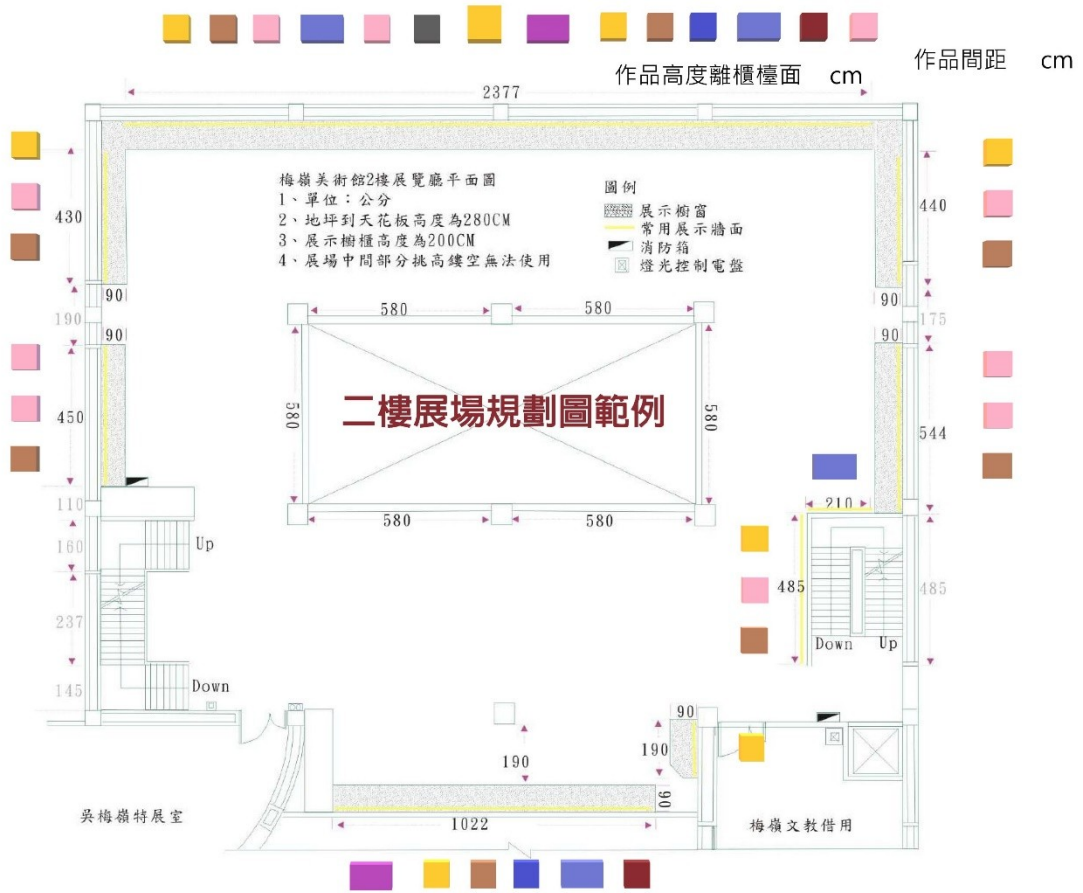 作品高度離櫃檯面 cm
作品間距 cm
2377
梅嶺美術館2樓展覽廳平面圖
1、單位：公分
2、地坪到天花板高度為280CM
3、展示櫥櫃高度為200CM
4、展場中間部分挑高鏤空無法使用
圖例
展示櫥窗
常用展示牆面
消防箱
燈光控制電盤
430
440
90
90
190
175
90
90
580
580
580
580
二樓展場規劃圖範例
450
544
210
110
580
580
160
Up
485
485
237
Down
Up
145
Down
90
190
190
90
吳梅嶺特展室
1022
梅嶺文教借用